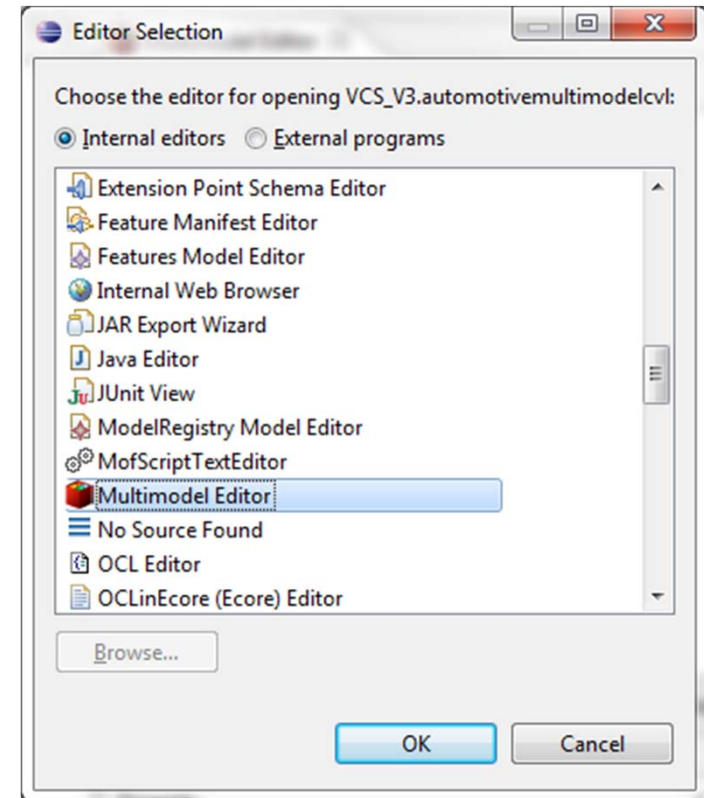 Editor Selection
Choose the editor for opening VCS_V3.automotivemultimodelcvl:
Internal editors External programs
Extension Point Schema Editor
Feature Manifest Editor
Features Model Editor
Internal Web Browser
JAR Export Wizard
Java Editor
JUnit View
ModelRegistry Model Editor
MofScriptTextEditor
Multimodel Editor
No Source Found
OCL Editor
OCLinEcore (Ecore) Editor
Browse...
OK Cancel